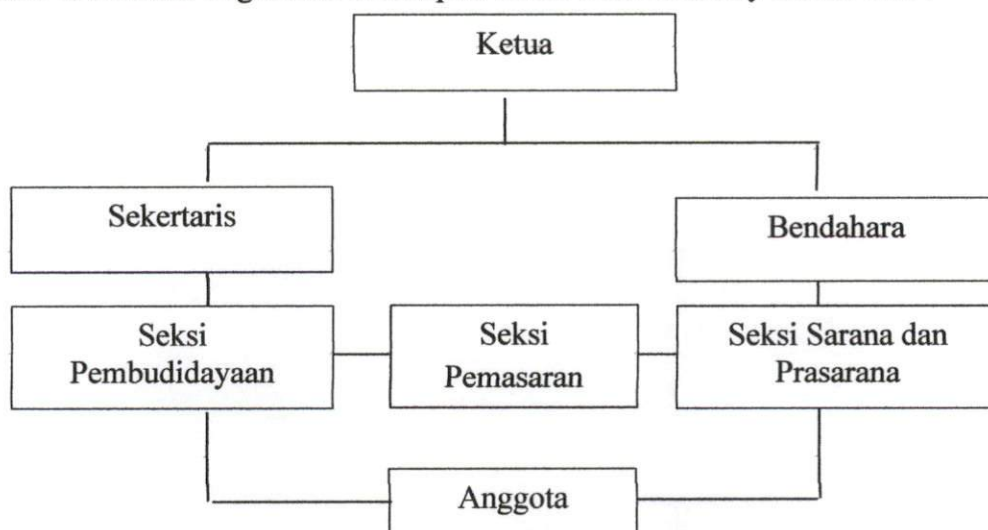 Ketua
Sekertaris
Bendahara
Seksi
Pembudidayaan
Seksi
Pemasaran
Seksi Sarana dan
Prasarana
Anggota